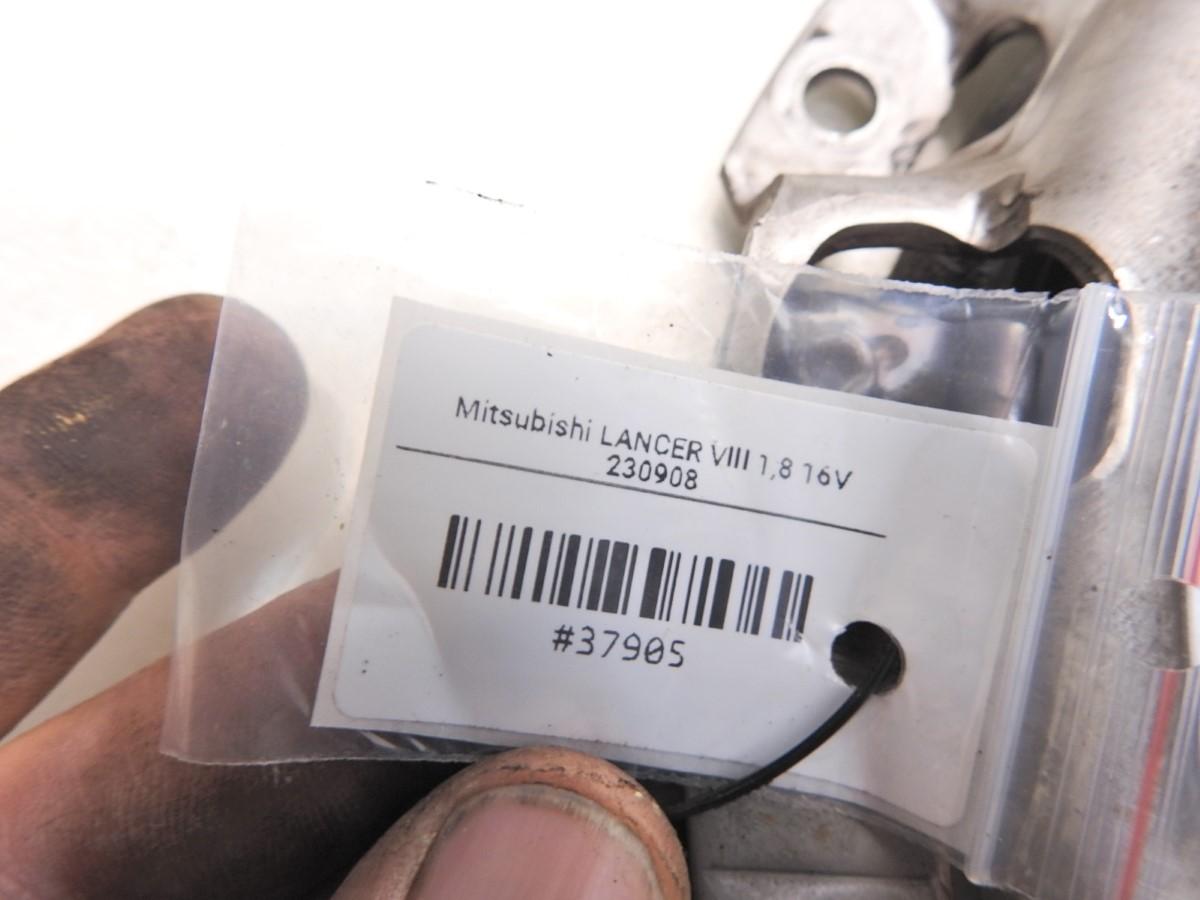 Mitsubishi LANCER VIII 1,8 16V
230908
#37905